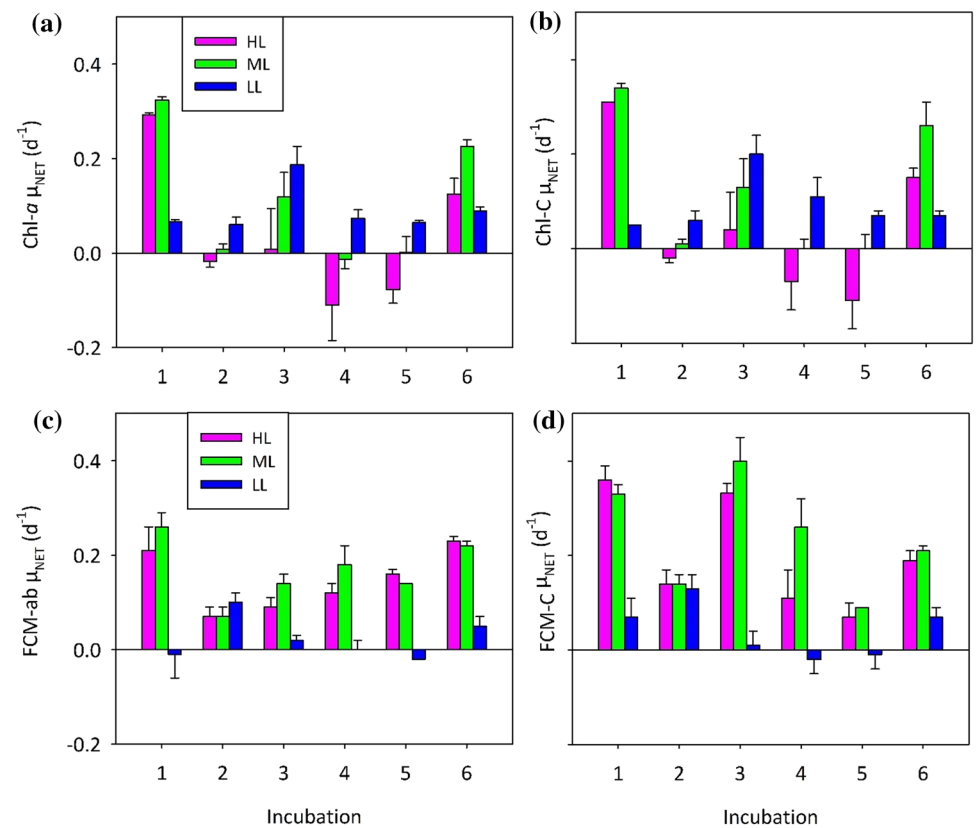 (a)
HL
ML
LL
Chl-α μNET (d-1)
0.4
0.2
0.0
-0.2
1 2 3 4 5 6
(b)
Chl-C μNET (d-1)
1 2 3 4 5 6
(c)
HL
ML
LL
FCM-ab μNET (d-1)
0.4
0.2
0.0
-0.2
1 2 3 4 5 6
Incubation
(d)
FCM-C μNET (d-1)
1 2 3 4 5 6
Incubation